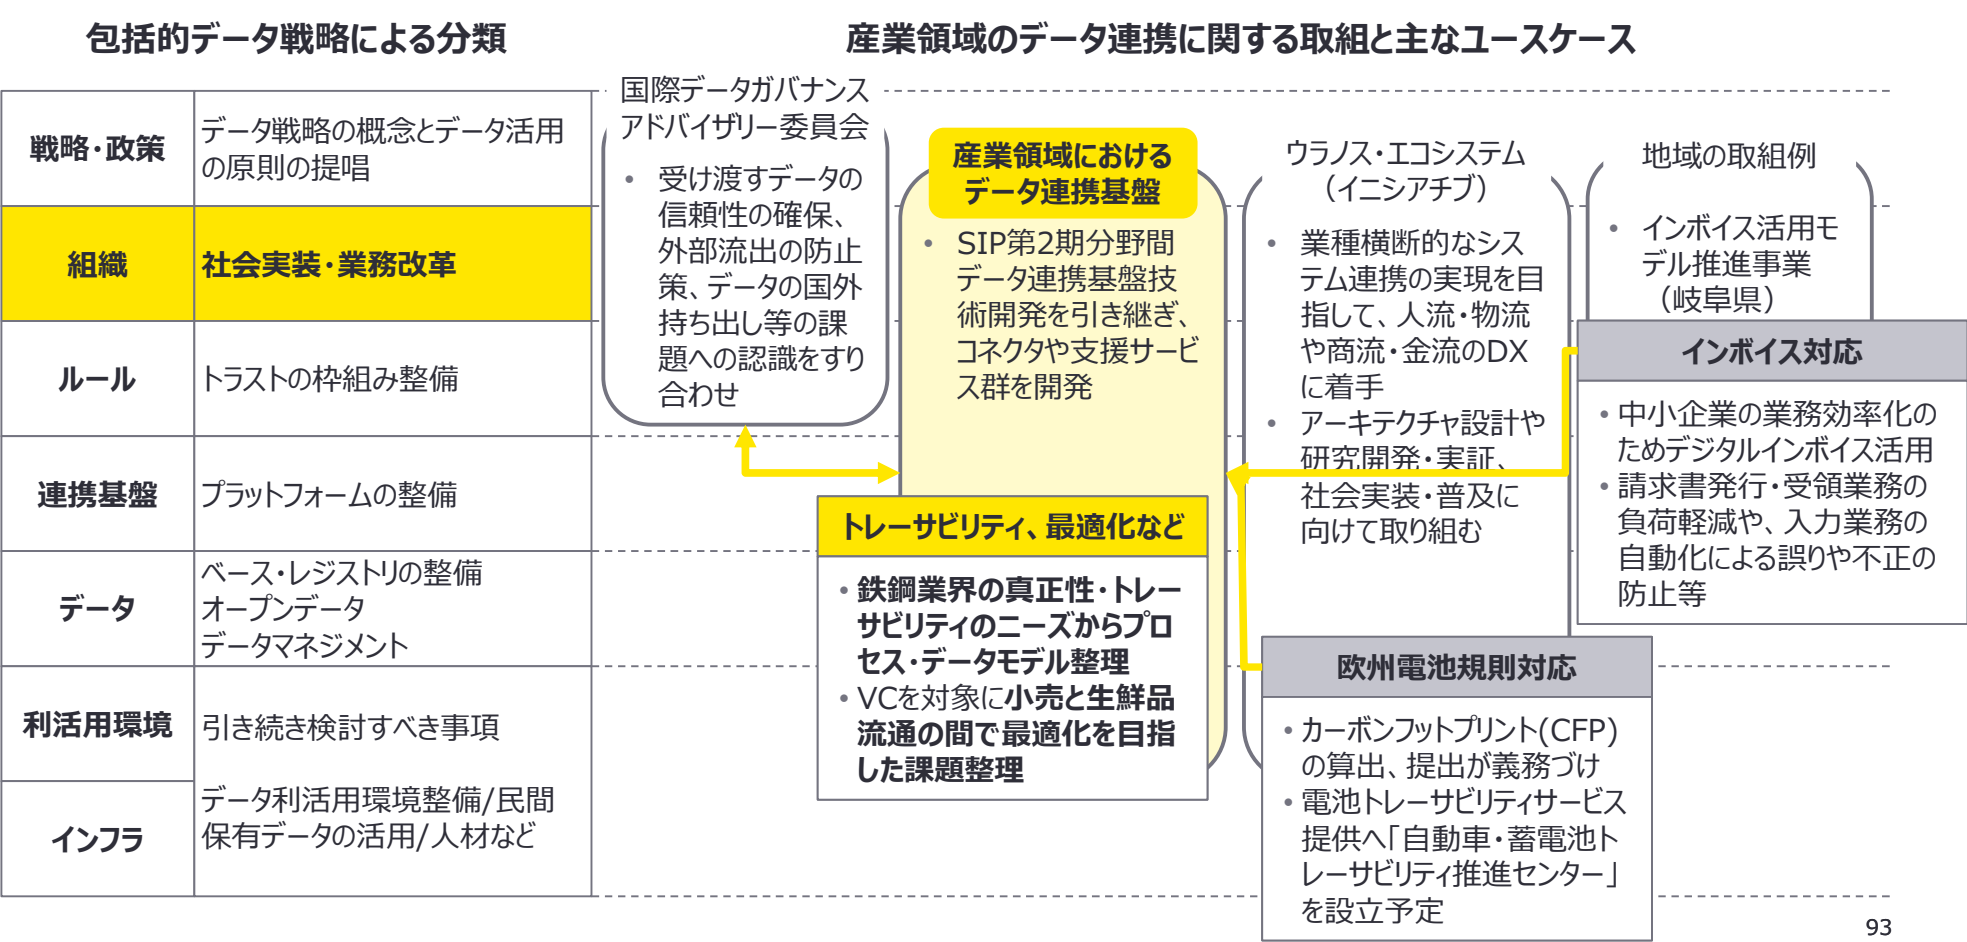 包括的データ戦略による分類
戦略・政策
データ戦略の概念とデータ活用
の原則の提唱
組織
社会実装・業務改革
ルール
トラストの枠組み整備
連携基盤
プラットフォームの整備
データ
ベース・レジストリの整備
オープンデータ
データマネジメント
利活用環境
引き続き検討すべき事項
インフラ
データ利活用環境整備/民間
保有データの活用/人材など
産業領域のデータ連携に関する取組と主なユースケース
国際データガバナンス
アドバイザリー委員会
• 受け渡すデータの
信頼性の確保、
外部流出の防止
策、データの国外
持ち出し等の課
題への認識をすり
合わせ
産業領域における
データ連携基盤
• SIP第2期分野間
データ連携基盤技
術開発を引き継ぎ、
コネクタや支援サービ
ス群を開発
トレーサビリティ、最適化など
• 鉄鋼業界の真正性・トレー
サビリティのニーズからプロ
セス・データモデル整理
• VCを対象に小売と生鮮品
流通の間で最適化を目指
した課題整理
ウラノス・エコシステム
（イニシアチブ）
• 業種横断的なシス
テム連携の実現を目
指して、人流・物流
や商流・金流のDX
に着手
• アーキテクチャ設計や
研究開発・実証、
社会実装・普及に
向けて取り組む
欧州電池規則対応
• カーボンフットプリント(CFP)
の算出、提出が義務づけ
• 電池トレーサビリティサービス
提供へ「自動車・蓄電池ト
レーサビリティ推進センター」
を設立予定
地域の取組例
• インボイス活用モ
デル推進事業
（岐阜県）
インボイス対応
• 中小企業の業務効率化の
ためデジタルインボイス活用
• 請求書発行・受領業務の
負荷軽減や、入力業務の
自動化による誤りや不正の
防止等
93